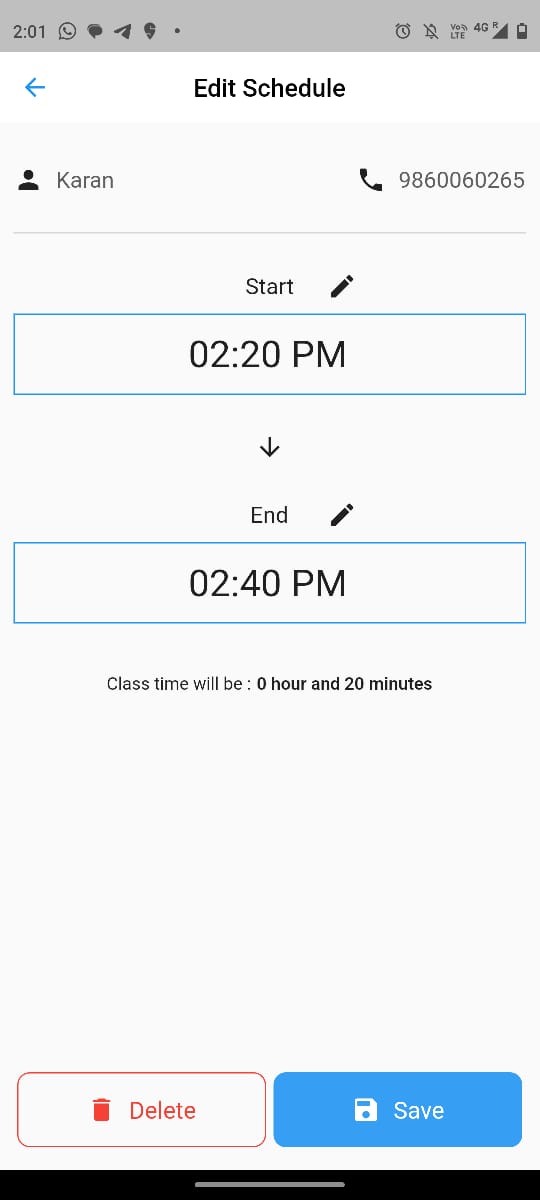 2:01 VoD LTE 4G R
Edit Schedule
Karan 9860060265
Start
02:20 PM
End
02:40 PM
Class time will be : 0 hour and 20 minutes
Delete Save